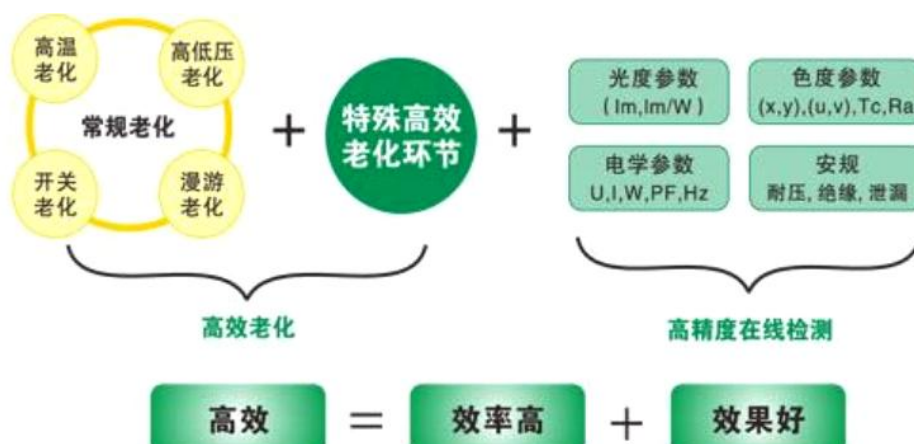 高温
老化
高低压
老化
常规老化
开关
老化
漫游
老化
+
特殊高效
老化环节
+
光度参数
(lm,lm/W)
色度参数
(x,y),(u,v),Tc,Ra
电学参数
U,I,W,PF,Hz
安规
耐压,绝缘,泄漏
高效老化
高精度在线检测
高效 = 效率高 + 效果好